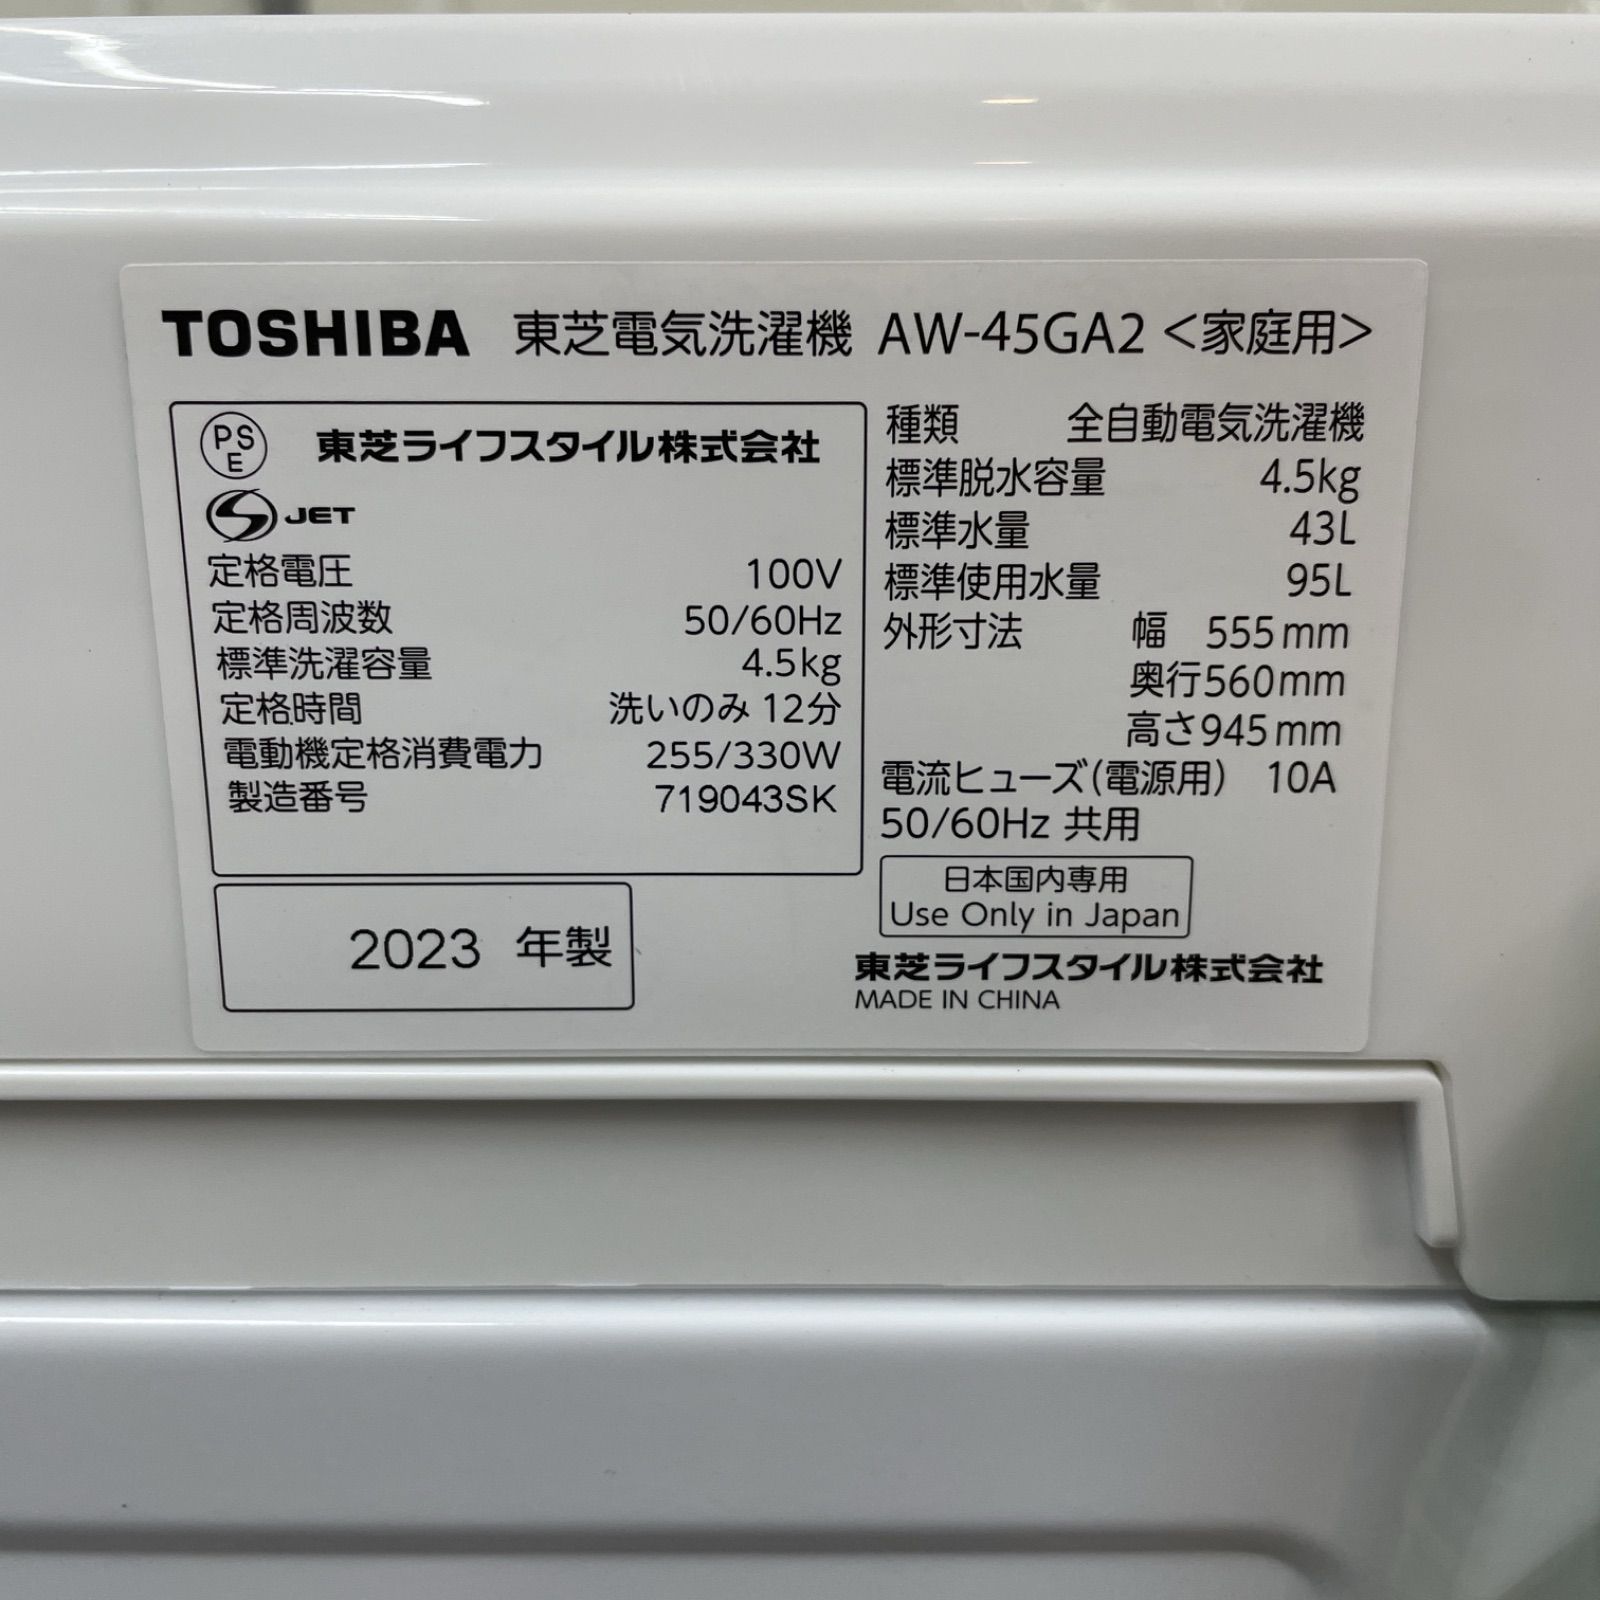 TOSHIBA 東芝電気洗濯機 AW-45GA2 <家庭用>
PSE 東芝ライフスタイル株式会社
S JET
定格電圧 100V
定格周波数 50/60Hz
標準洗濯容量 4.5kg
定格時間 洗いのみ 12分
電動機定格消費電力 255/330W
製造番号 719043SK
2023 年製
種類 全自動電気洗濯機
標準脱水容量 4.5kg
標準水量 43L
標準使用水量 95L
外形寸法 幅 555mm
奥行560mm
高さ945mm
電流ヒューズ(電源用) 10A
50/60Hz 共用
日本国内専用
Use Only in Japan
東芝ライフスタイル株式会社
MADE IN CHINA